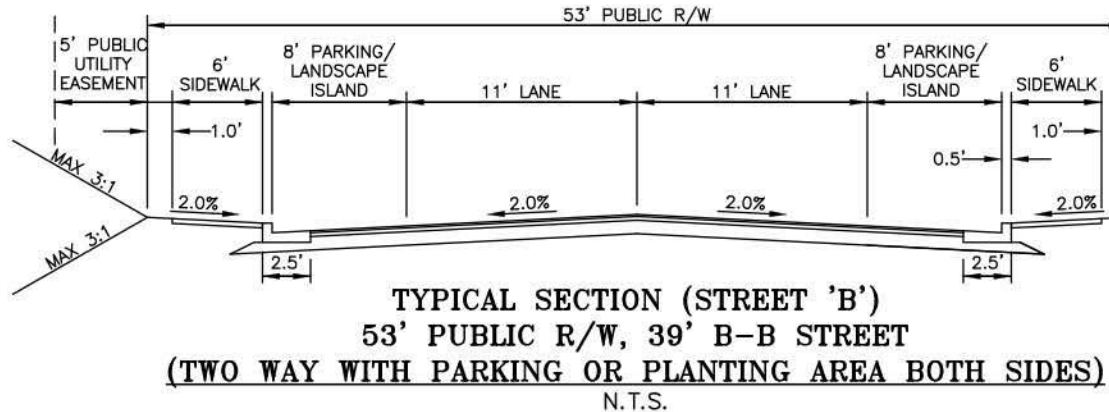 53' PUBLIC R/W
5' PUBLIC
UTILITY
EASEMENT
6'
SIDEWALK
8' PARKING/
LANDSCAPE
ISLAND
11' LANE
11' LANE
8' PARKING/
LANDSCAPE
ISLAND
6'
SIDEWALK
1.0'
1.0'
0.5'
MAX 3:1
MAX 3:1
2.0%
2.0%
2.0%
2.0%
2.5'
2.5'
TYPICAL SECTION (STREET 'B')
53' PUBLIC R/W, 39' B-B STREET
(TWO WAY WITH PARKING OR PLANTING AREA BOTH SIDES)
N.T.S.